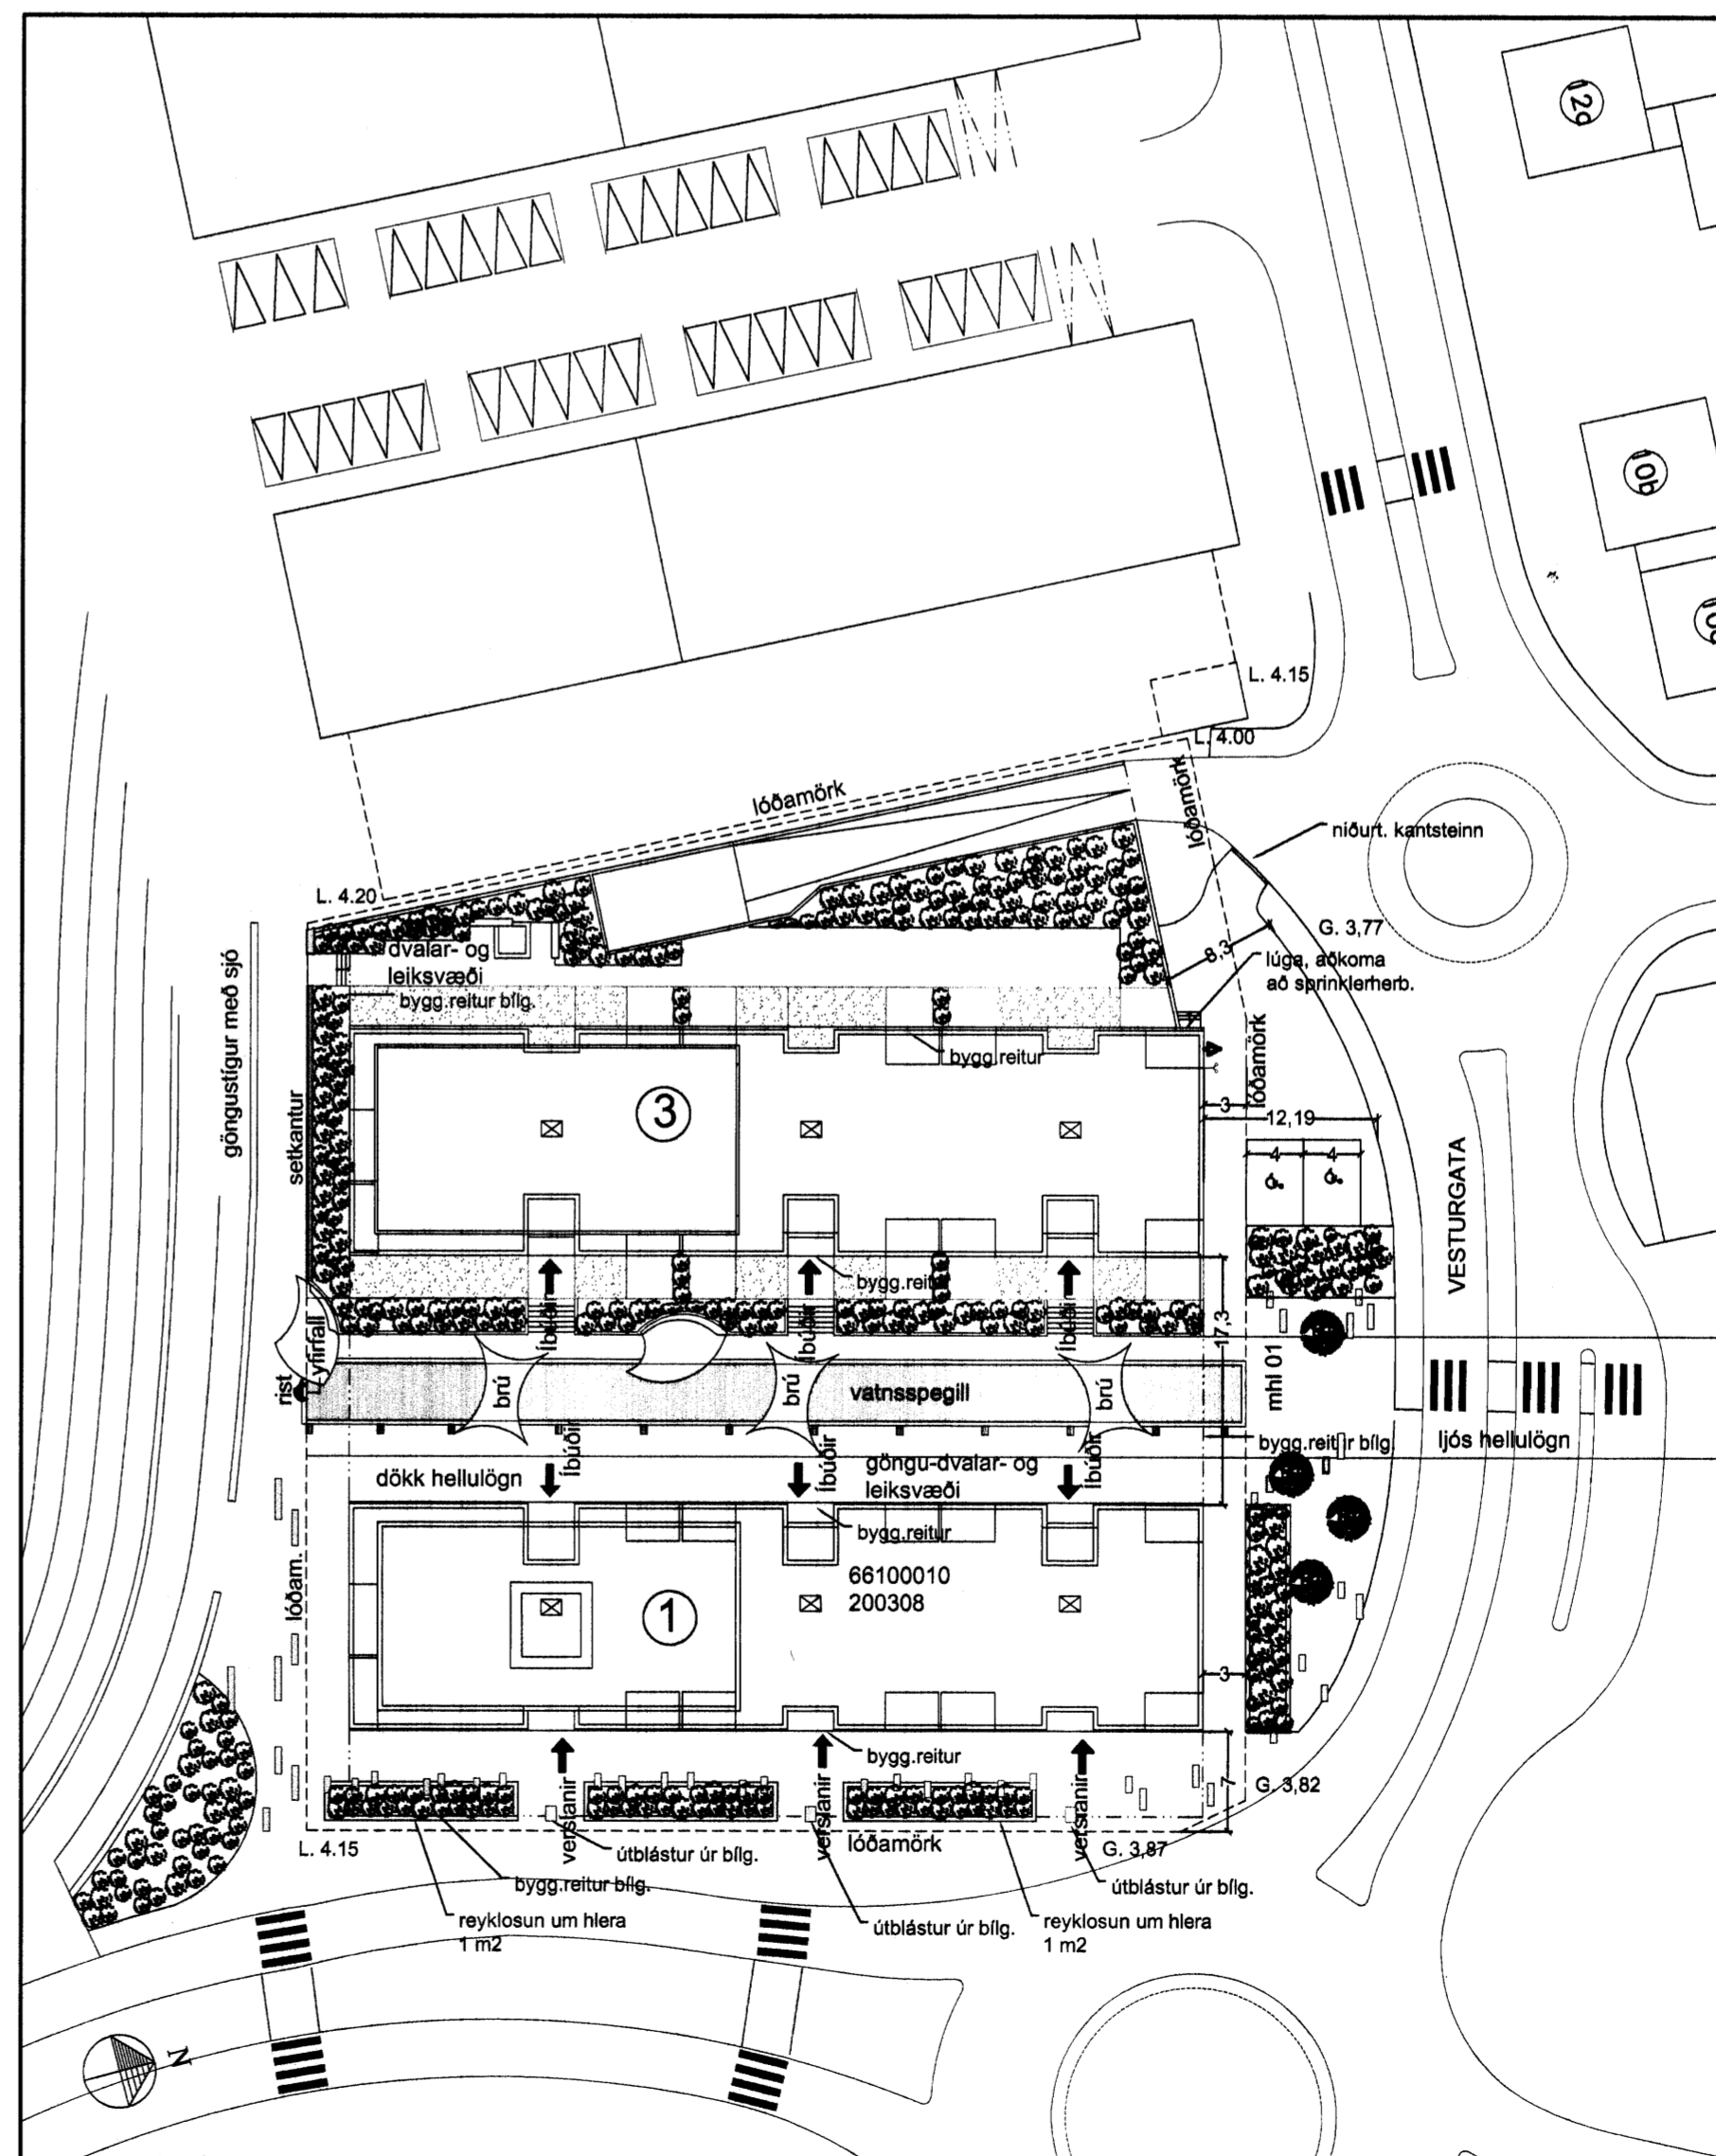 12a
10b
L. 4.15
L. 4.00
lóðamörk
lóðamörk
niðurt. kantsteinn
L. 4.20
G. 3,77
dvalar- og
leiksvæði
8,3
lúga, aðkoma
að sprinklerherb.
bygg.reitur bílg.
göngustígur með sjó
setkantur
bygg.reitur
lóðamörk
3
3
12,19
4
4
VESTURGATA
bygg.reitur
Íbúðir
Íbúðir
Íbúðir
17,3
yfirfall
rist
brú
brú
vatnsspegill
brú
mhl 01
Íbúðir
Íbúðir
Íbúðir
bygg.reitur bílg.
ljós hellulögn
dökk hellulögn
göngu-dvalar- og
leiksvæði
bygg.reitur
lóðam.
66100010
200308
1
3
verslanir
verslanir
verslanir
bygg.reitur
7
G. 3,82
L. 4.15
útblástur úr bílg.
lóðamörk
G. 3,87
bygg.reitur bílg.
útblástur úr bílg.
reyklosun um hlera
1 m2
útblástur úr bílg.
reyklosun um hlera
1 m2
N